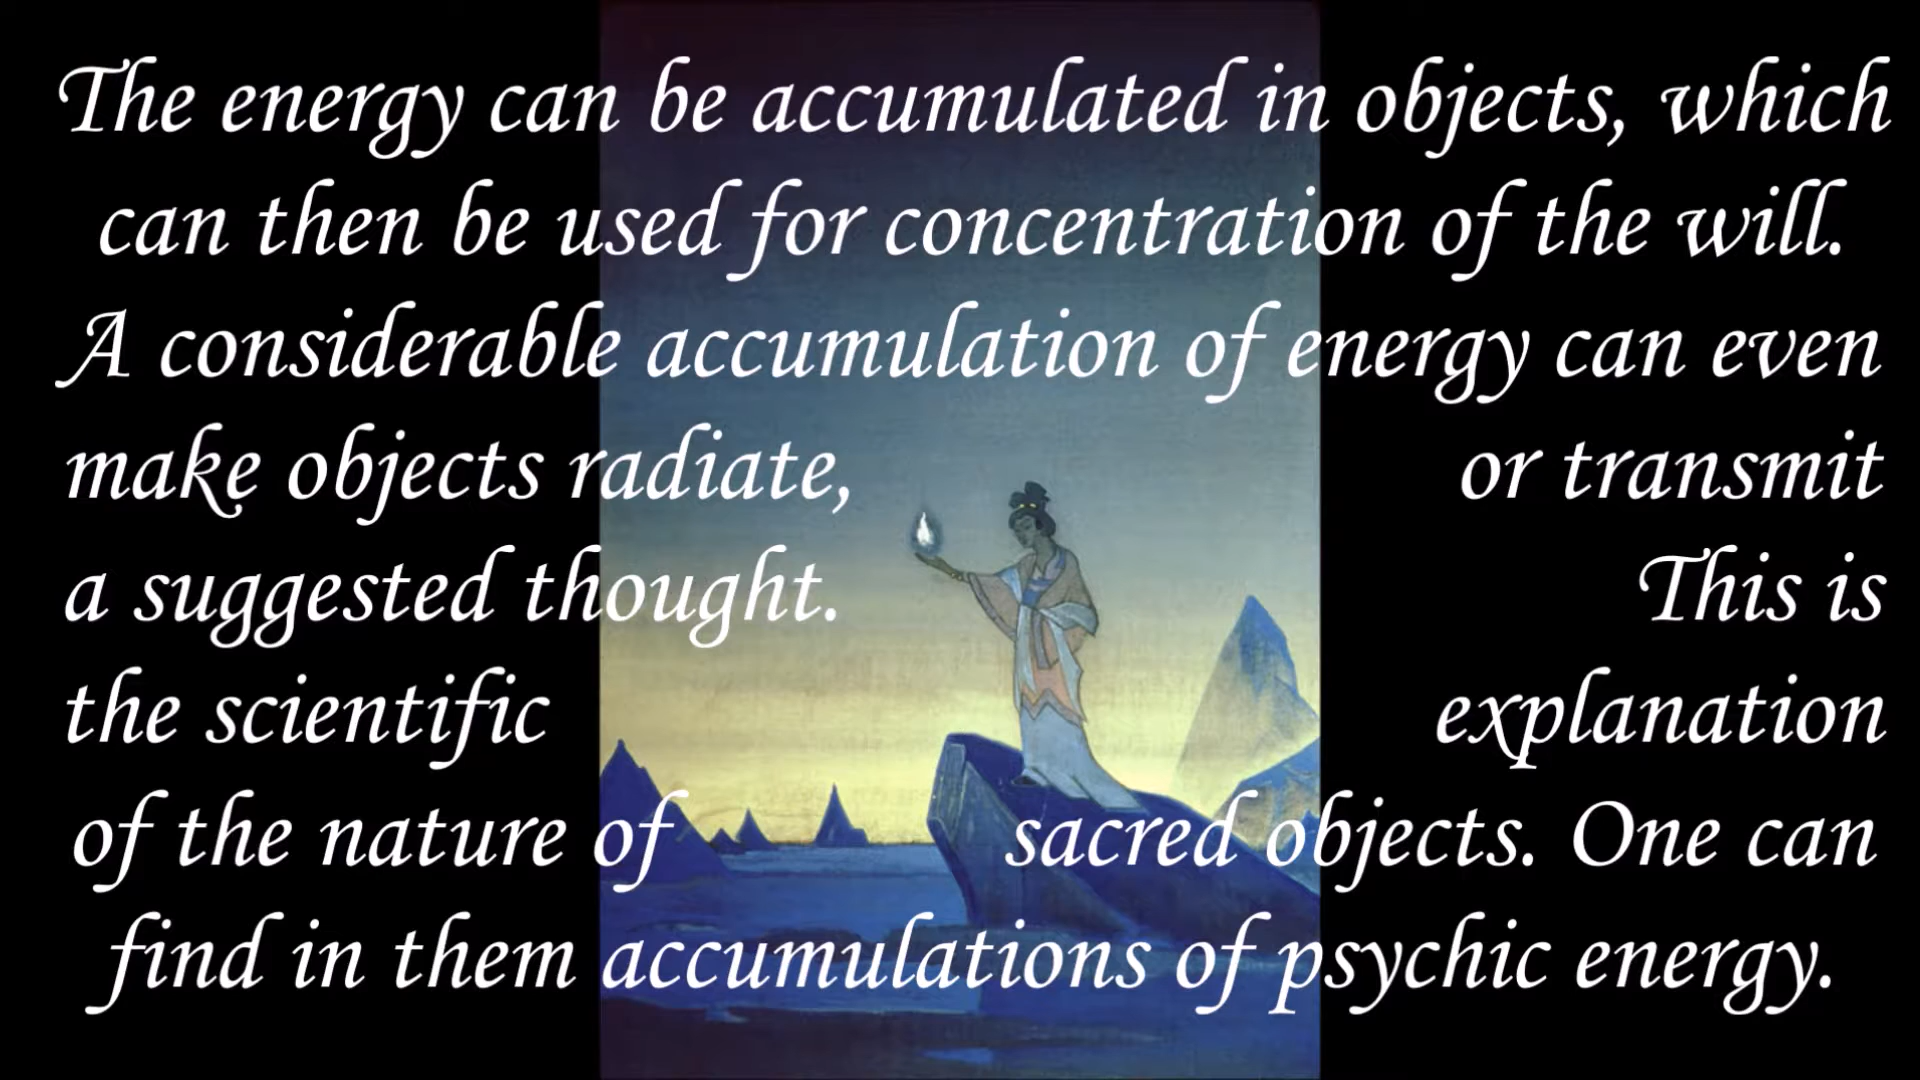 The energy can be accumulated in objects, which
can then be used for concentration of the will.
A considerable accumulation of energy can even
make objects radiate, or transmit
a suggested thought. This is
the scientific explanation
of the nature of sacred objects. One can
find in them accumulations of psychic energy.